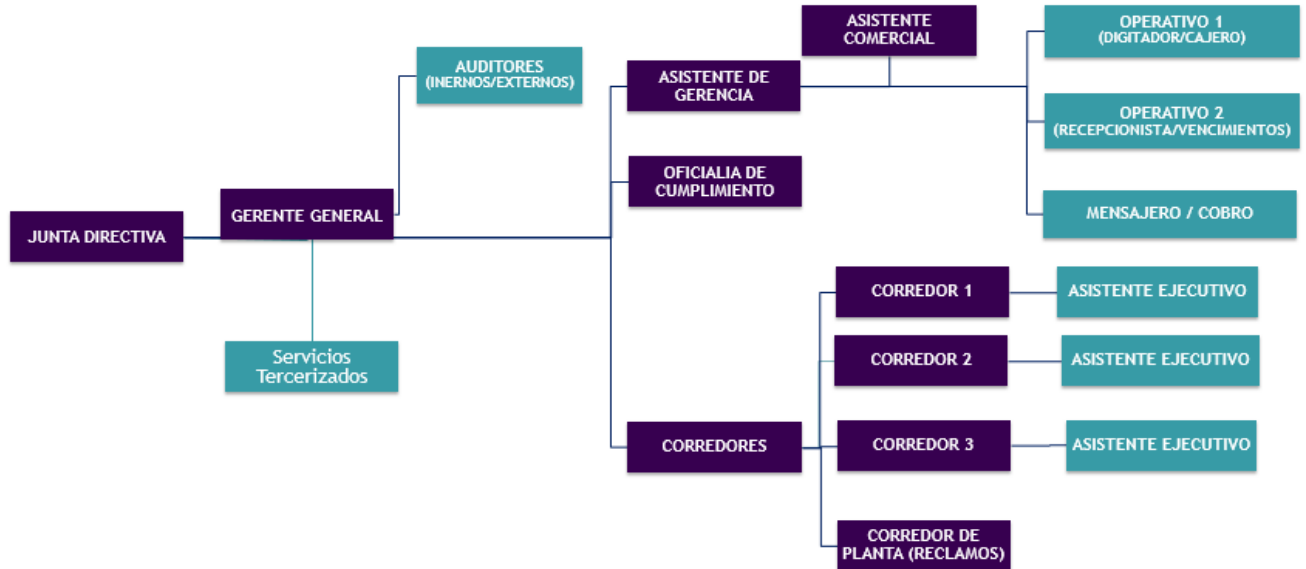 JUNTA DIRECTIVA
GERENTE GENERAL
AUDITORES
(INERNOS/EXTERNOS)
Servicios
Tercerizados
ASISTENTE DE
GERENCIA
ASISTENTE
COMERCIAL
OPERATIVO 1
(DIGITADOR/CAJERO)
OPERATIVO 2
(RECEPCIONISTA/VENCIMIENTOS)
MENSAJERO / COBRO
OFICIALIA DE
CUMPLIMIENTO
CORREDORES
CORREDOR 1
ASISTENTE EJECUTIVO
CORREDOR 2
ASISTENTE EJECUTIVO
CORREDOR 3
ASISTENTE EJECUTIVO
CORREDOR DE
PLANTA (RECLAMOS)